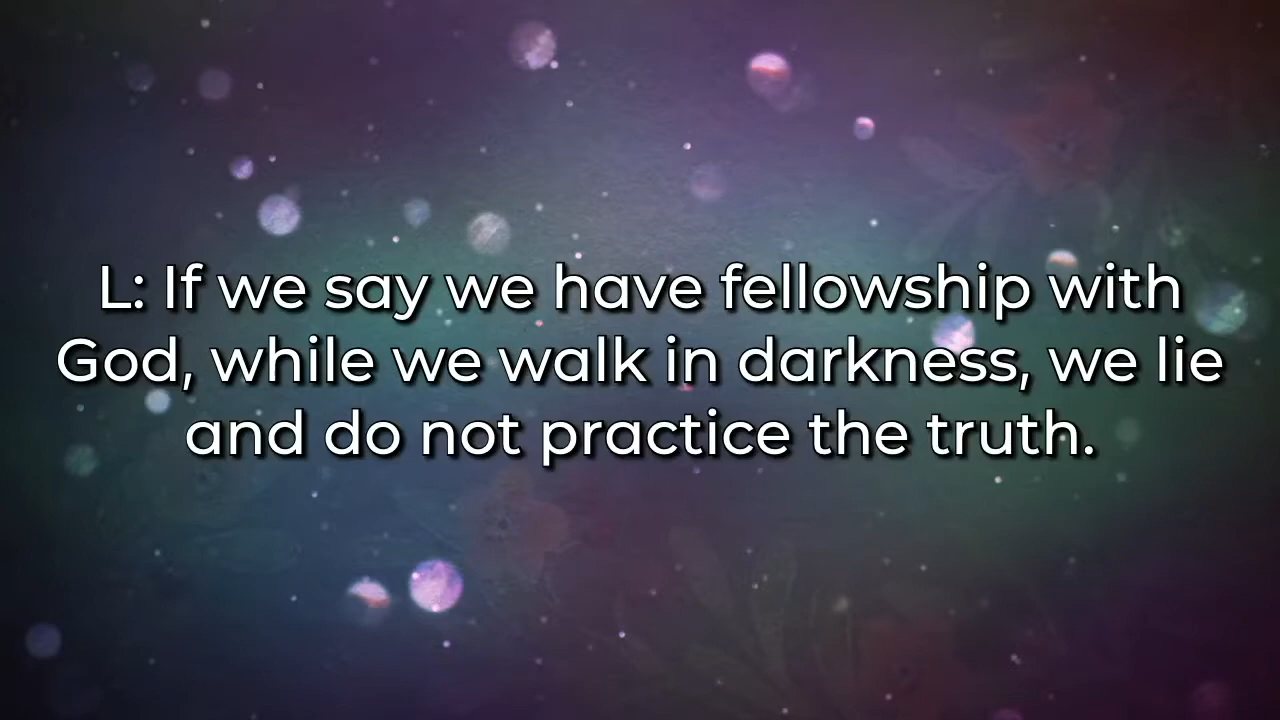 L: If we say we have fellowship with
God, while we walk in darkness, we lie
and do not practice the truth.